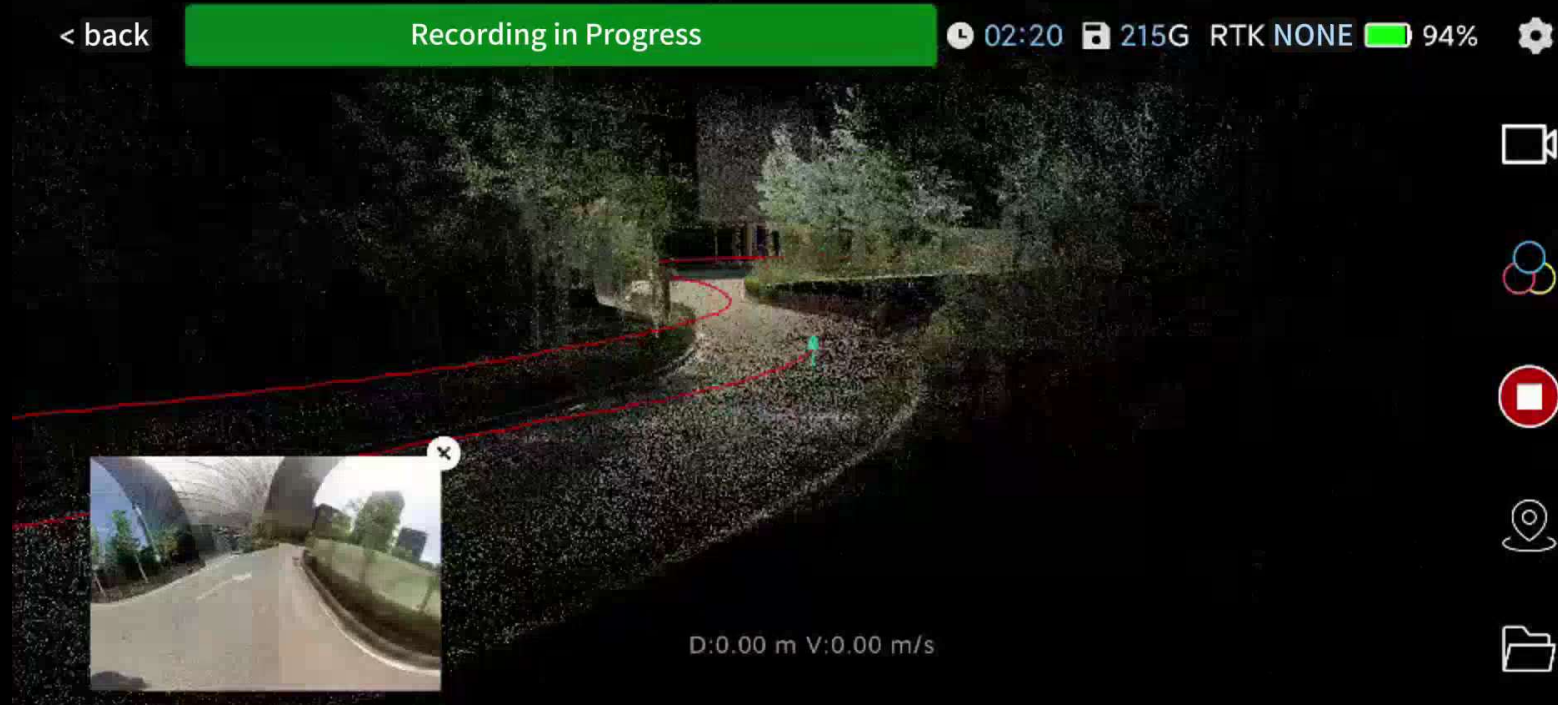 < back
Recording in Progress
02:20
215G
RTK NONE
94%
D:0.00 m V:0.00 m/s